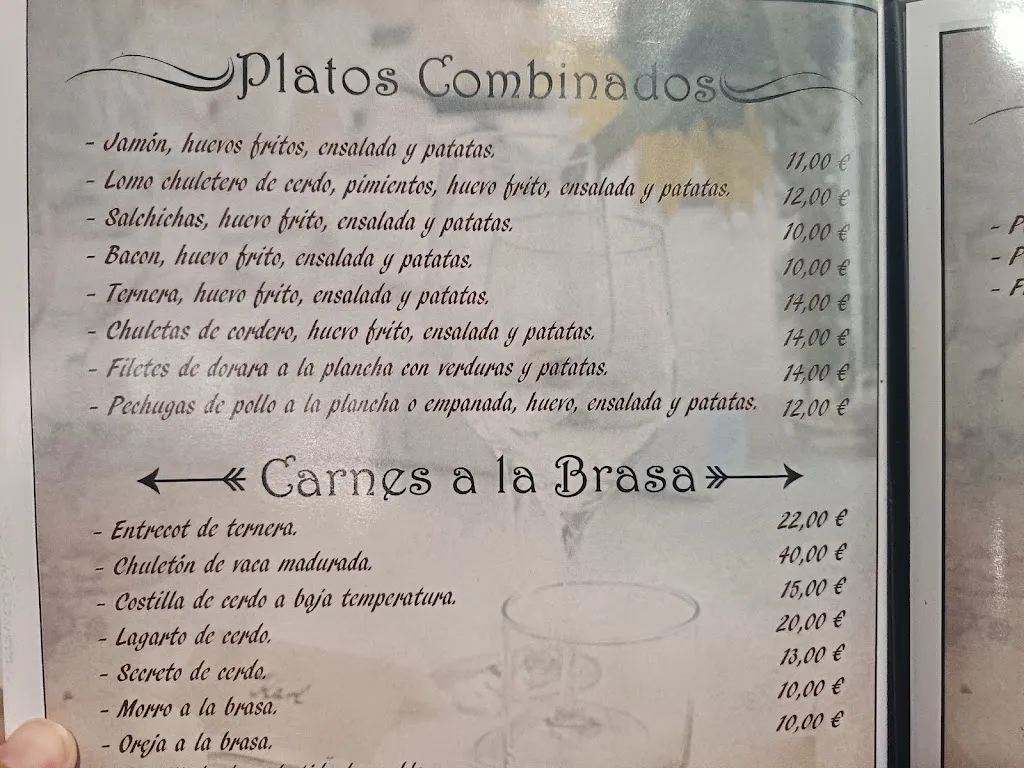 Platos Combinados
- Jamón, huevos fritos, ensalada y patatas. 11,00 €
- Lomo chuletero de cerdo, pimientos, huevo frito, ensalada y patatas. 12,00 €
- Salchichas, huevo frito, ensalada y patatas. 10,00 €
- Bacon, huevo frito, ensalada y patatas. 10,00 €
- Ternera, huevo frito, ensalada y patatas. 14,00 €
- Chuletas de cordero, huevo frito, ensalada y patatas. 14,00 €
- Filetes de dorara a la plancha con verduras y patatas. 14,00 €
- Pechugas de pollo a la plancha o empanada, huevo, ensalada y patatas. 12,00 €
Carnes a la Brasa
- Entrecot de ternera. 22,00 €
- Chuletón de vaca madurada. 40,00 €
- Costilla de cerdo a baja temperatura. 15,00 €
- Lagarto de cerdo. 20,00 €
- Secreto de cerdo. 13,00 €
- Morro a la brasa. 10,00 €
- Oreja a la brasa. 10,00 €